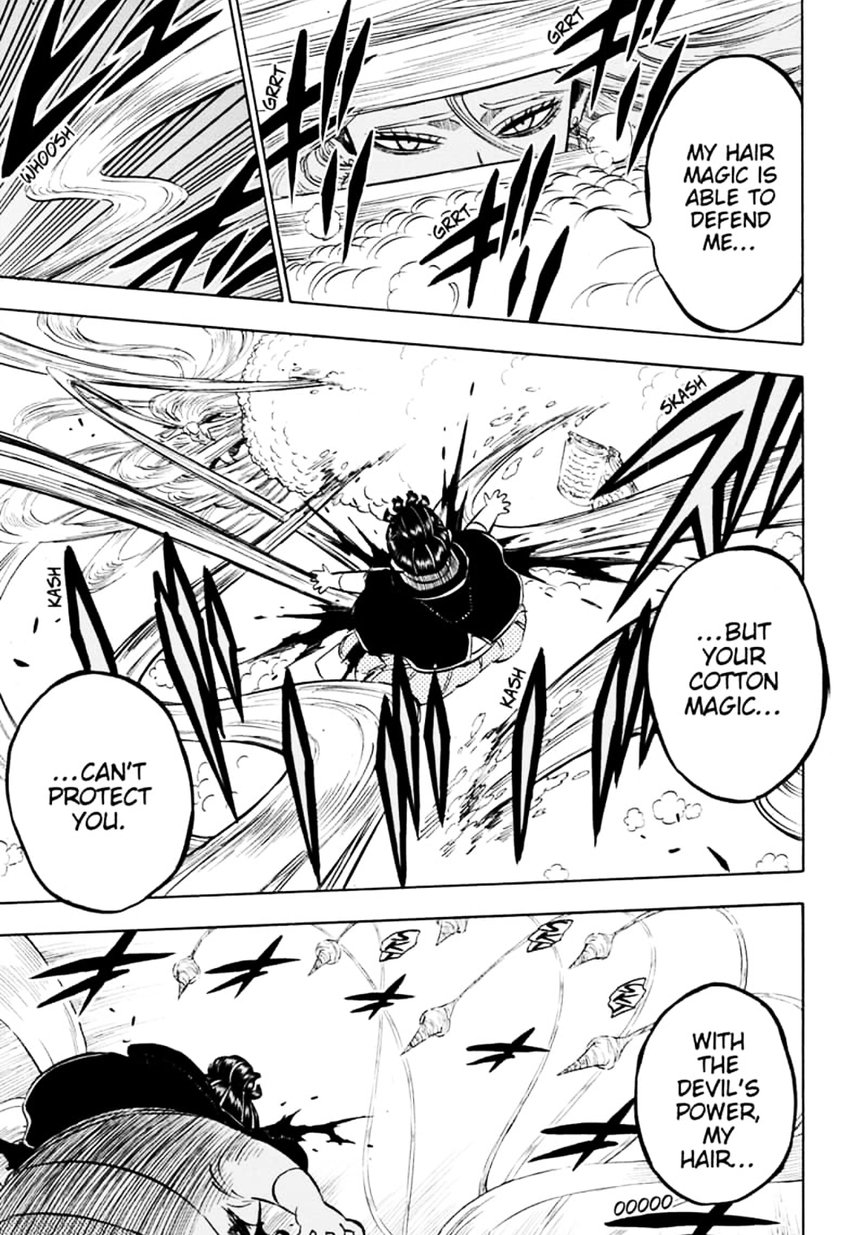 GRRT
MY HAIR
MAGIC IS
ABLE TO
DEFEND
ME...
GRRT
GRRT
WHOOSH
SKASH
...BUT
YOUR
COTTON
MAGIC...
KASH
KASH
...CAN'T
PROTECT
YOU.
WITH
THE
DEVIL'S
POWER,
MY
HAIR...
OOOOO